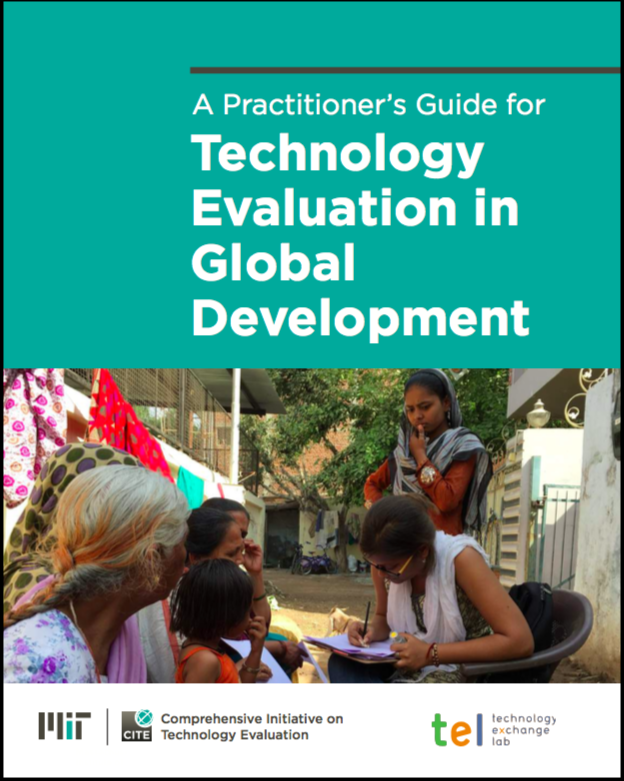 A Practitioner's Guide for
Technology
Evaluation in
Global
Development
MIT
CITE
Comprehensive Initiative on
Technology Evaluation
tel
technology
exchange
lab